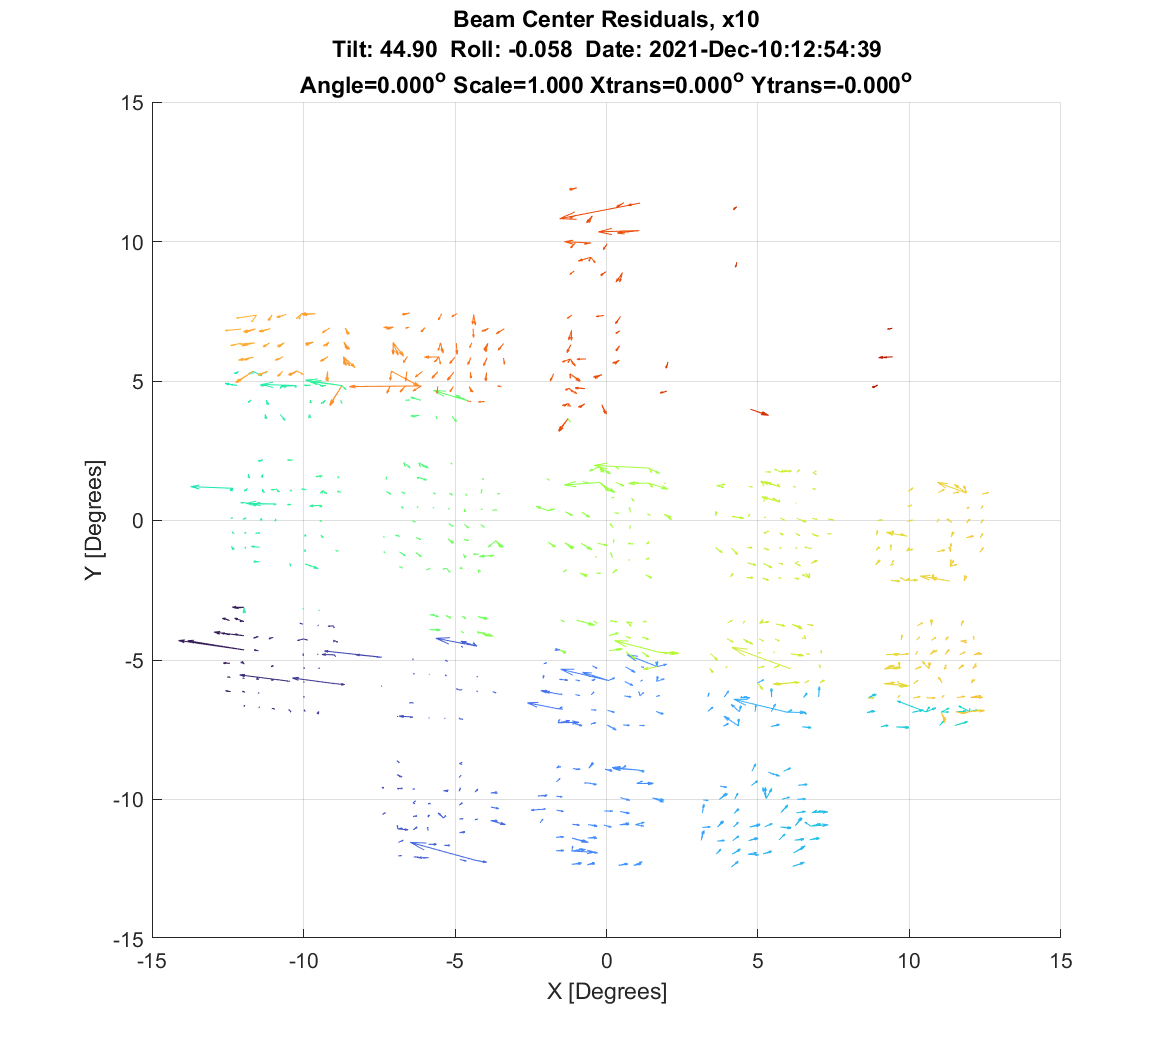 Beam Center Residuals, x10
Tilt: 44.90 Roll: -0.058 Date: 2021-Dec-10:12:54:39
Angle=0.000° Scale=1.000 Xtrans=0.000° Ytrans=-0.000°
15
10
5
0
-5
-10
-15
Y [Degrees]
-15 -10 -5 0 5 10 15
X [Degrees]